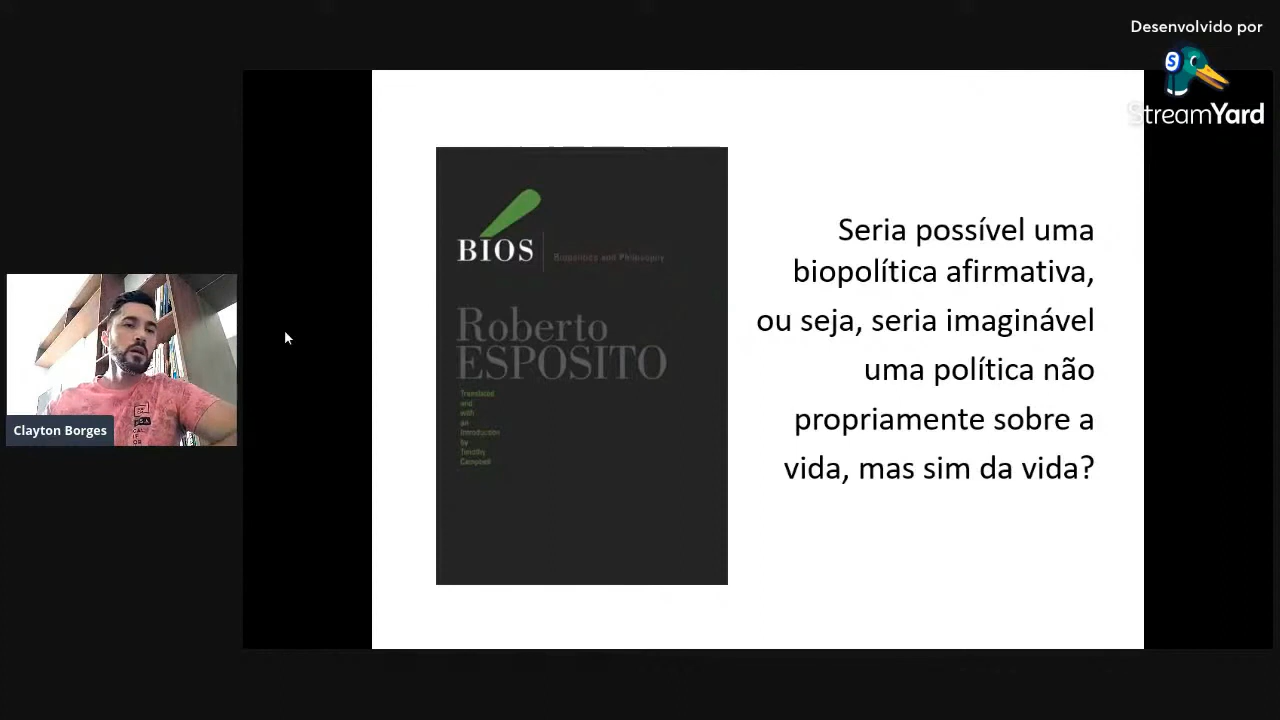 Desenvolvido por
StreamYard
BIOS
Biopolitics and Philosophy
Roberto
ESPOSITO
Translated
and
with
an
Introduction
by
Timothy
Campbell
Seria possível uma
biopolítica afirmativa,
ou seja, seria imaginável
uma política não
propriamente sobre a
vida, mas sim da vida?
Clayton Borges